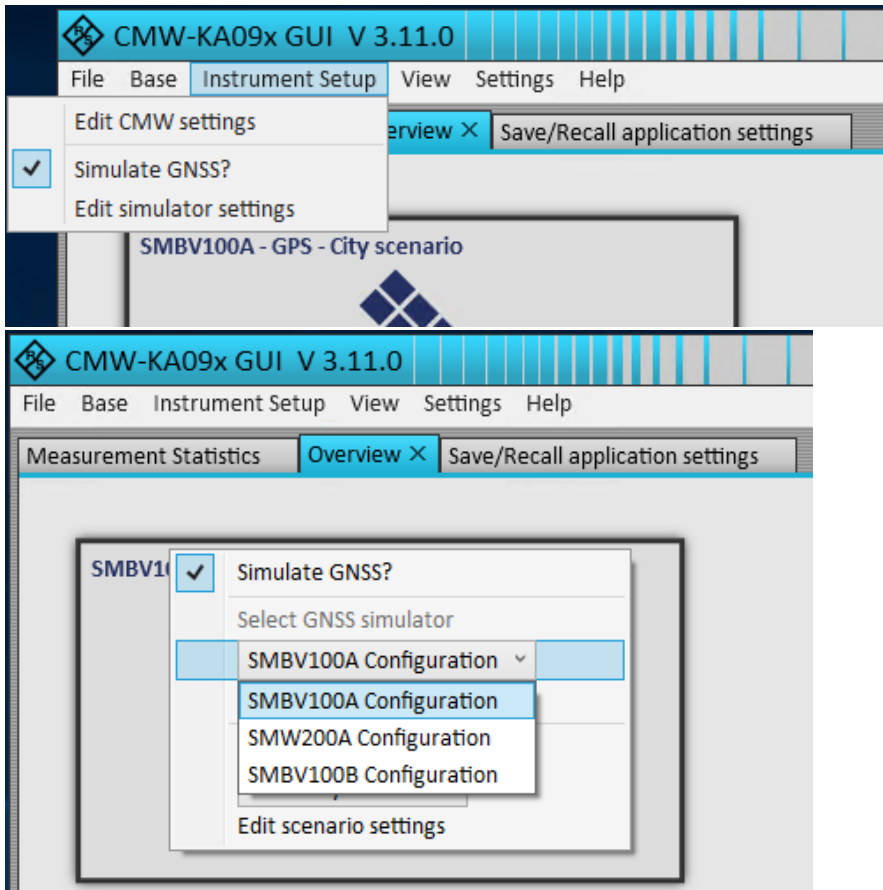 CMW-KA09x GUI V 3.11.0
File Base Instrument Setup View Settings Help
Edit CMW settings
erview × Save/Recall application settings
Simulate GNSS?
Edit simulator settings
SMBV100A - GPS - City scenario
CMW-KA09x GUI V 3.11.0
File Base Instrument Setup View Settings Help
Measurement Statistics Overview × Save/Recall application settings
SMBV1
Simulate GNSS?
Select GNSS simulator
SMBV100A Configuration
SMBV100A Configuration
SMW200A Configuration
SMBV100B Configuration
Edit scenario settings